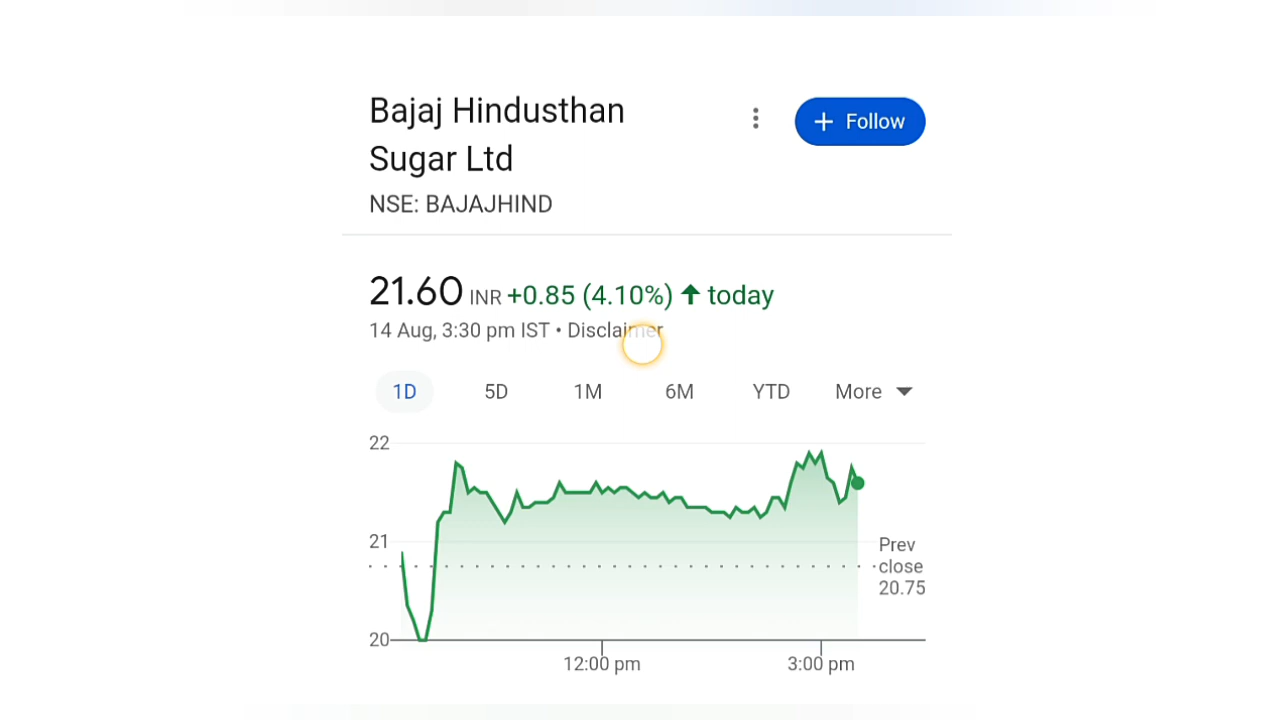 Bajaj Hindusthan
Sugar Ltd
+ Follow
NSE: BAJAJHIND
21.60 INR +0.85 (4.10%) ↑ today
14 Aug, 3:30 pm IST • Disclaimer
1D 5D 1M 6M YTD More
22
21
20
Prev
close
20.75
12:00 pm 3:00 pm